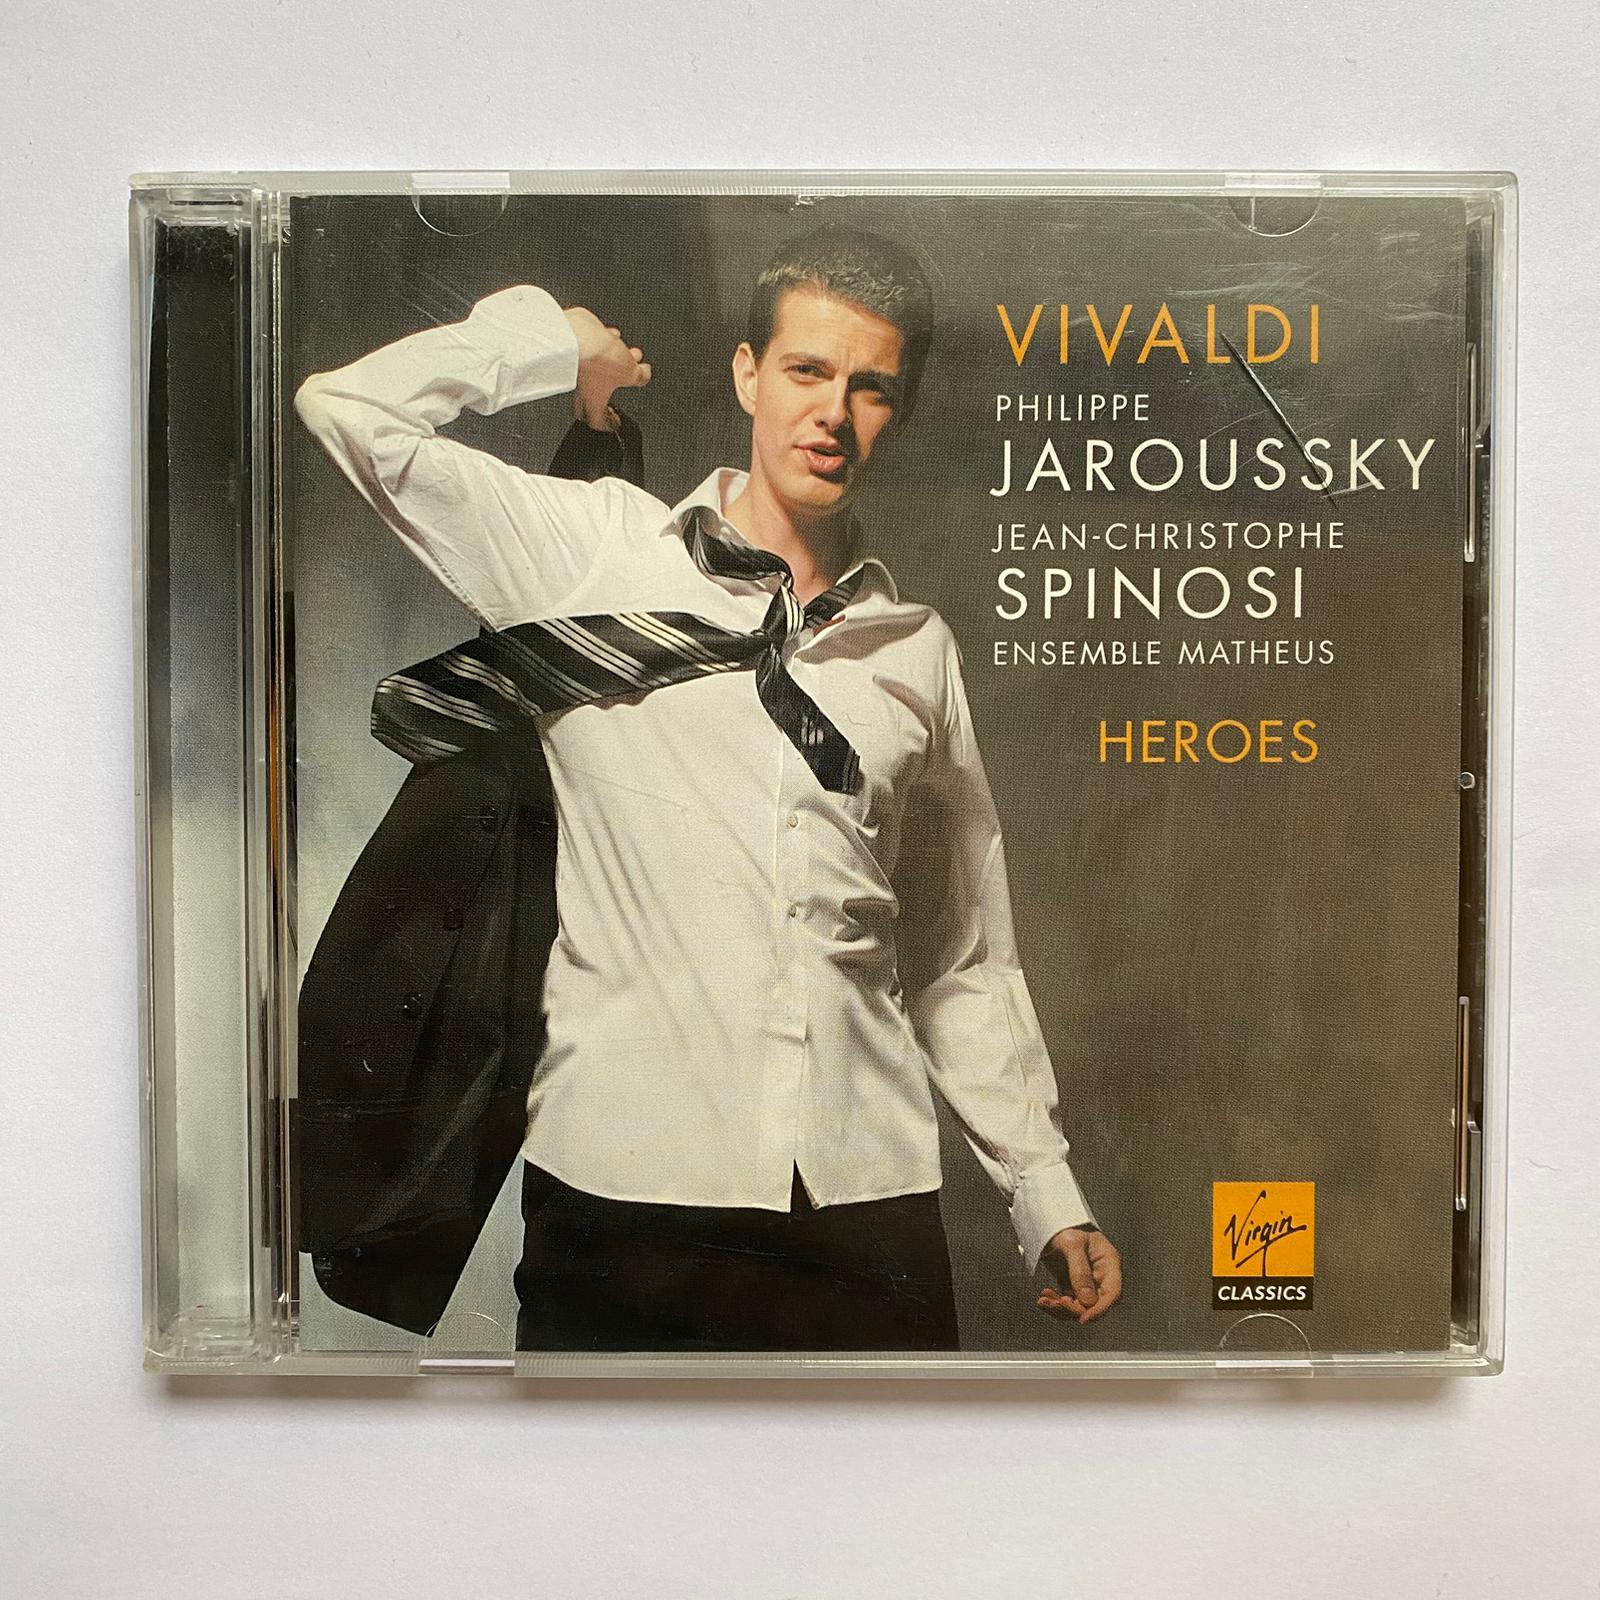 VIVALDI
PHILIPPE
JAROUSSKY
JEAN-CHRISTOPHE
SPINOSI
ENSEMBLE MATHEUS
HEROES
Virgin
CLASSICS